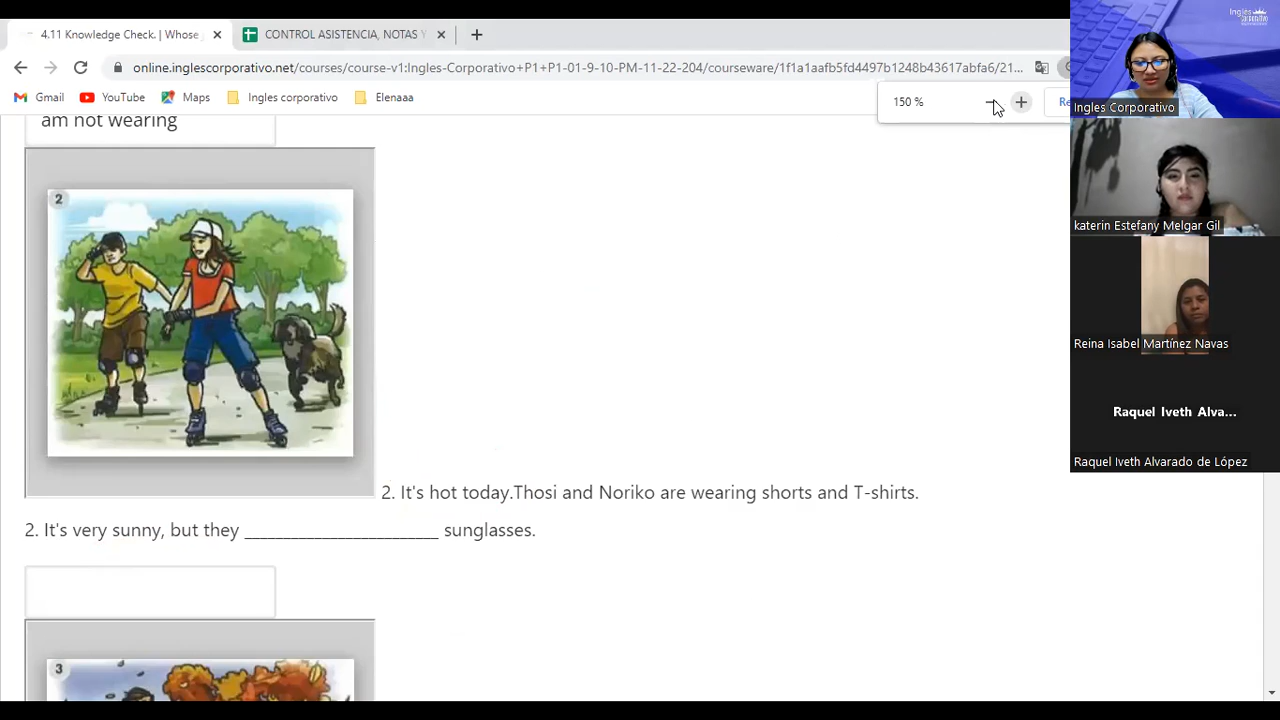 4.11 Knowledge Check. | Whose
CONTROL ASISTENCIA, NOTAS Y
online.inglescorporativo.net/courses/course-v1:Ingles-Corporativo+P1+P1-01-9-10-PM-11-22-204/courseware/1f1a1aafb5fd4497b1248b43617abfa6/21...
Gmail
YouTube
Maps
Ingles corporativo
Elenaaa
150 %
Re
am not wearing
2
2. It's hot today.Thosi and Noriko are wearing shorts and T-shirts.
2. It's very sunny, but they ________________________ sunglasses.
3
Ingles
CORPORATIVO
Ingles Corporativo
katerin Estefany Melgar Gil
Reina Isabel Martínez Navas
Raquel Iveth Alva...
Raquel Iveth Alvarado de López